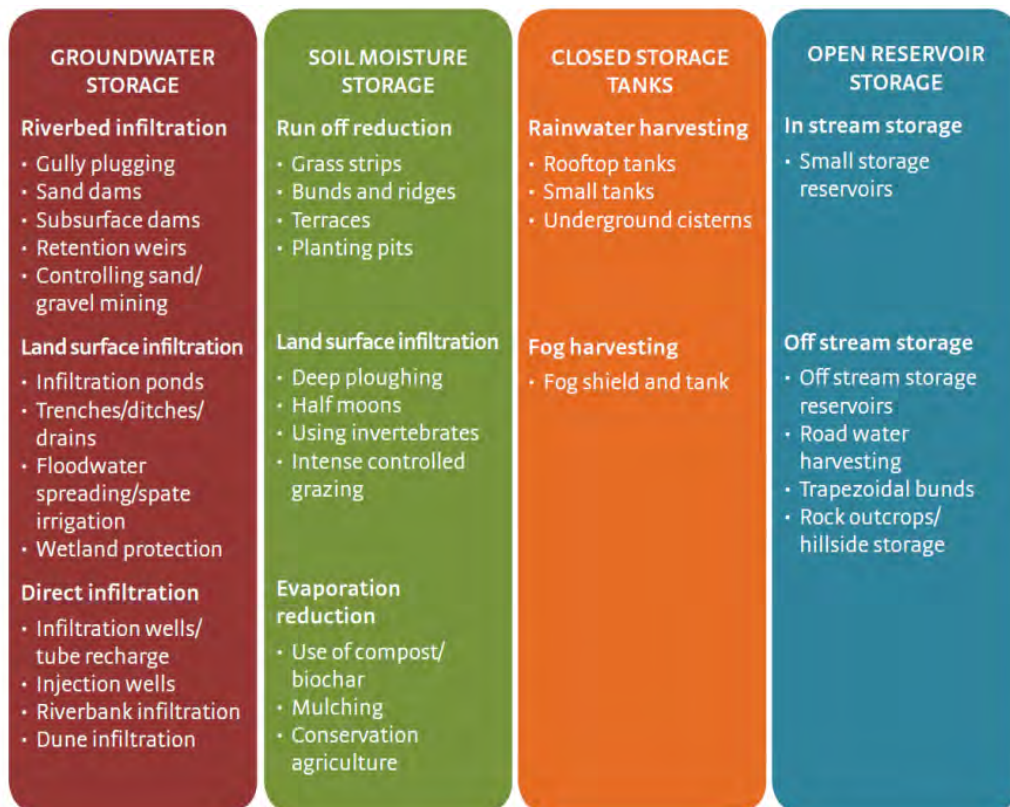 GROUNDWATER
STORAGE
Riverbed infiltration
• Gully plugging
• Sand dams
• Subsurface dams
• Retention weirs
• Controlling sand/
gravel mining
Land surface infiltration
• Infiltration ponds
• Trenches/ditches/
drains
• Floodwater
spreading/spate
irrigation
• Wetland protection
Direct infiltration
• Infiltration wells/
tube recharge
• Injection wells
• Riverbank infiltration
• Dune infiltration
SOIL MOISTURE
STORAGE
Run off reduction
• Grass strips
• Bunds and ridges
• Terraces
• Planting pits
Land surface infiltration
• Deep ploughing
• Half moons
• Using invertebrates
• Intense controlled
grazing
Evaporation
reduction
• Use of compost/
biochar
• Mulching
• Conservation
agriculture
CLOSED STORAGE
TANKS
Rainwater harvesting
• Rooftop tanks
• Small tanks
• Underground cisterns
Fog harvesting
• Fog shield and tank
OPEN RESERVOIR
STORAGE
In stream storage
• Small storage
reservoirs
Off stream storage
• Off stream storage
reservoirs
• Road water
harvesting
• Trapezoidal bunds
• Rock outcrops/
hillside storage